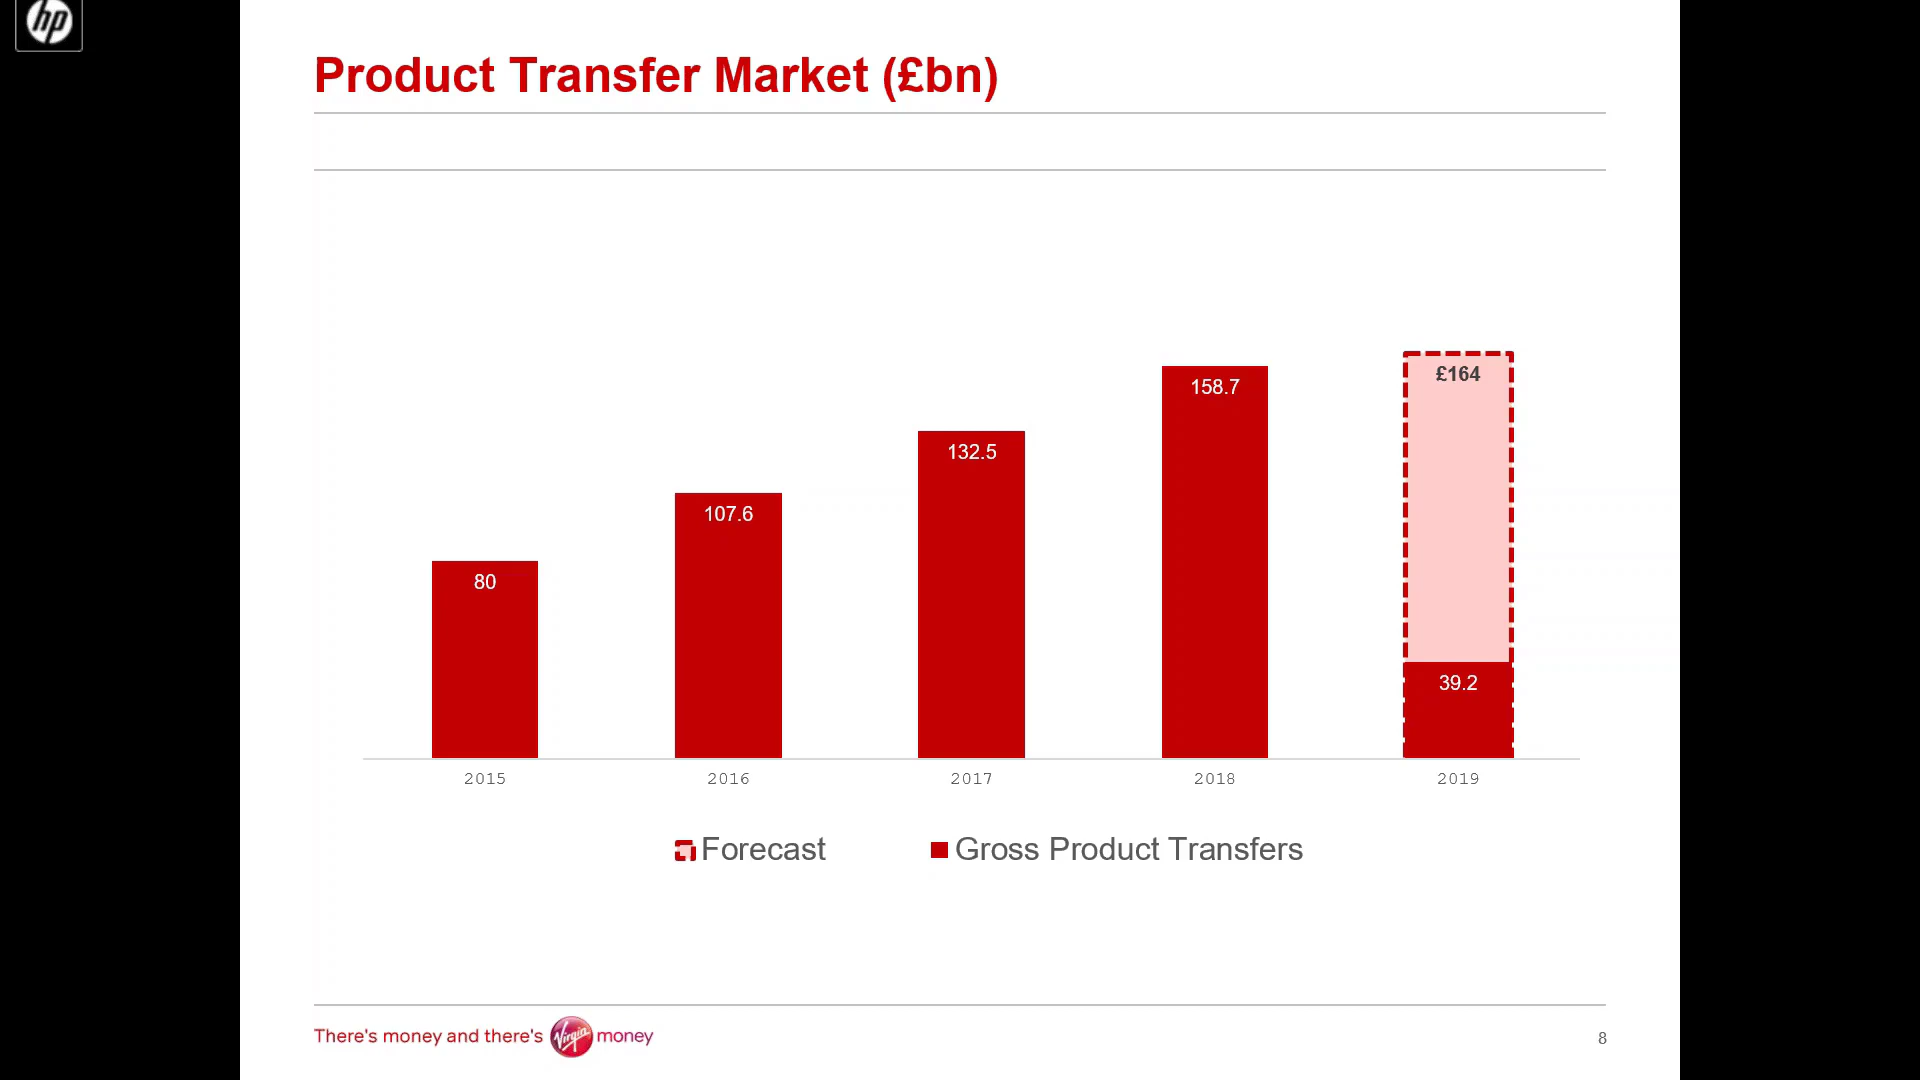 hp
Product Transfer Market (£bn)
£164
158.7
132.5
107.6
80
39.2
2015 2016 2017 2018 2019
Forecast Gross Product Transfers
There's money and there's Virgin money
8